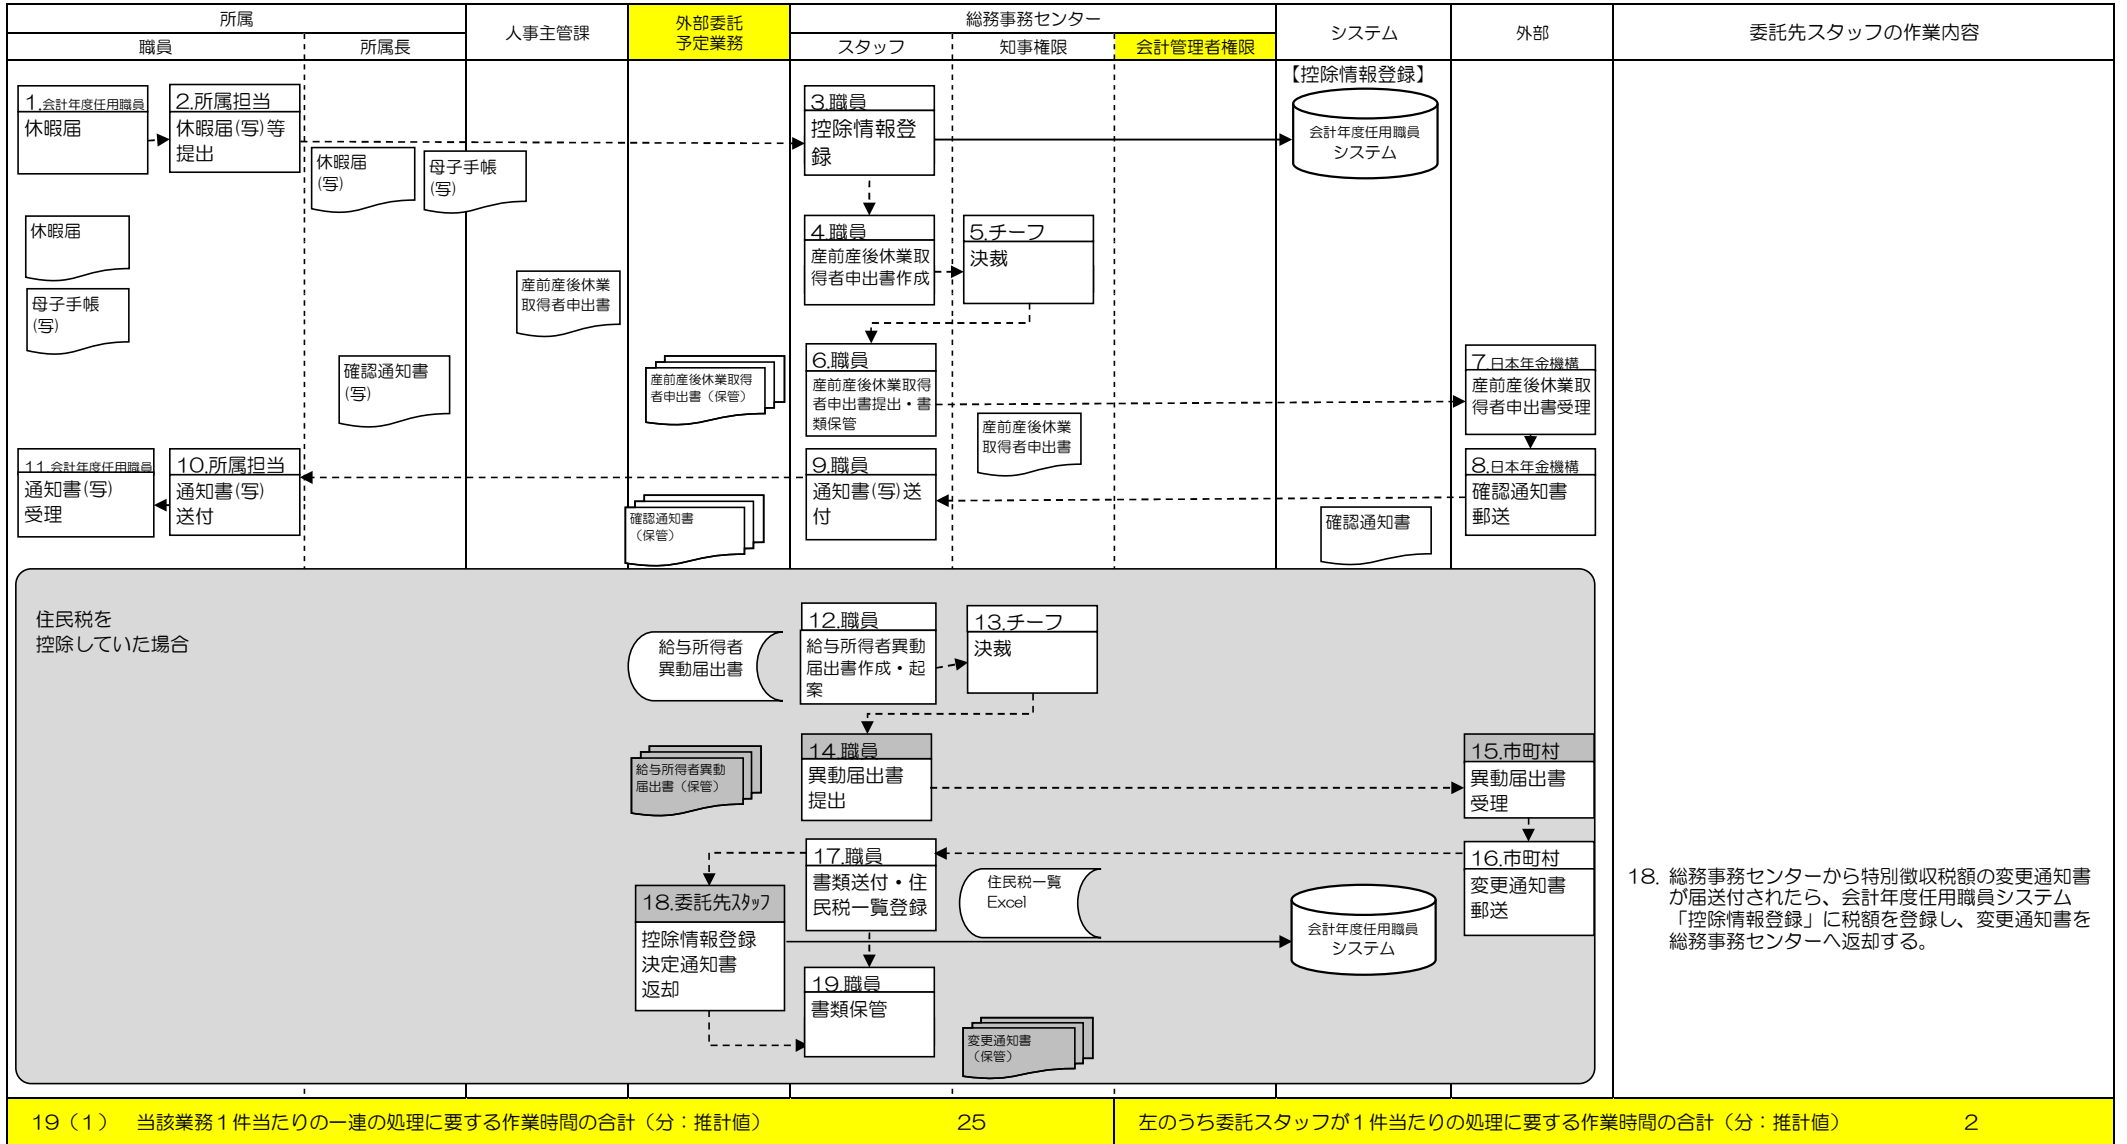 所属
人事主管課
外部委託
予定業務
総務事務センター
システム
外部
委託先スタッフの作業内容
職員
所属長
スタッフ
知事権限
会計管理者権限
【控除情報登録】
1.会計年度任用職員
休暇届
2.所属担当
休暇届(写)等
提出
3.職員
控除情報登
録
会計年度任用職員
システム
休暇届
(写)
母子手帳
(写)
休暇届
母子手帳
(写)
4.職員
産前産後休業取
得者申出書作成
5.チーフ
決裁
産前産後休業
取得者申出書
確認通知書
(写)
産前産後休業取得
者申出書（保管）
6.職員
産前産後休業取得
者申出書提出・書
類保管
産前産後休業
取得者申出書
7.日本年金機構
産前産後休業取
得者申出書受理
11.会計年度任用職員
通知書(写)
受理
10.所属担当
通知書(写)
送付
確認通知書
（保管）
9.職員
通知書(写)送
付
確認通知書
8.日本年金機構
確認通知書
郵送
住民税を
控除していた場合
給与所得者
異動届出書
12.職員
給与所得者異動
届出書作成・起
案
13.チーフ
決裁
給与所得者異動
届出書（保管）
14.職員
異動届出書
提出
15.市町村
異動届出書
受理
17.職員
書類送付・住
民税一覧登録
住民税一覧
Excel
16.市町村
変更通知書
郵送
18.委託先スタッフ
控除情報登録
決定通知書
返却
会計年度任用職員
システム
19.職員
書類保管
変更通知書
（保管）
18. 総務事務センターから特別徴収税額の変更通知書
が届送付されたら、会計年度任用職員システム
「控除情報登録」に税額を登録し、変更通知書を
総務事務センターへ返却する。
19（1） 当該業務1件当たりの一連の処理に要する作業時間の合計（分：推計値） 25
左のうち委託スタッフが1件当たりの処理に要する作業時間の合計（分：推計値） 2